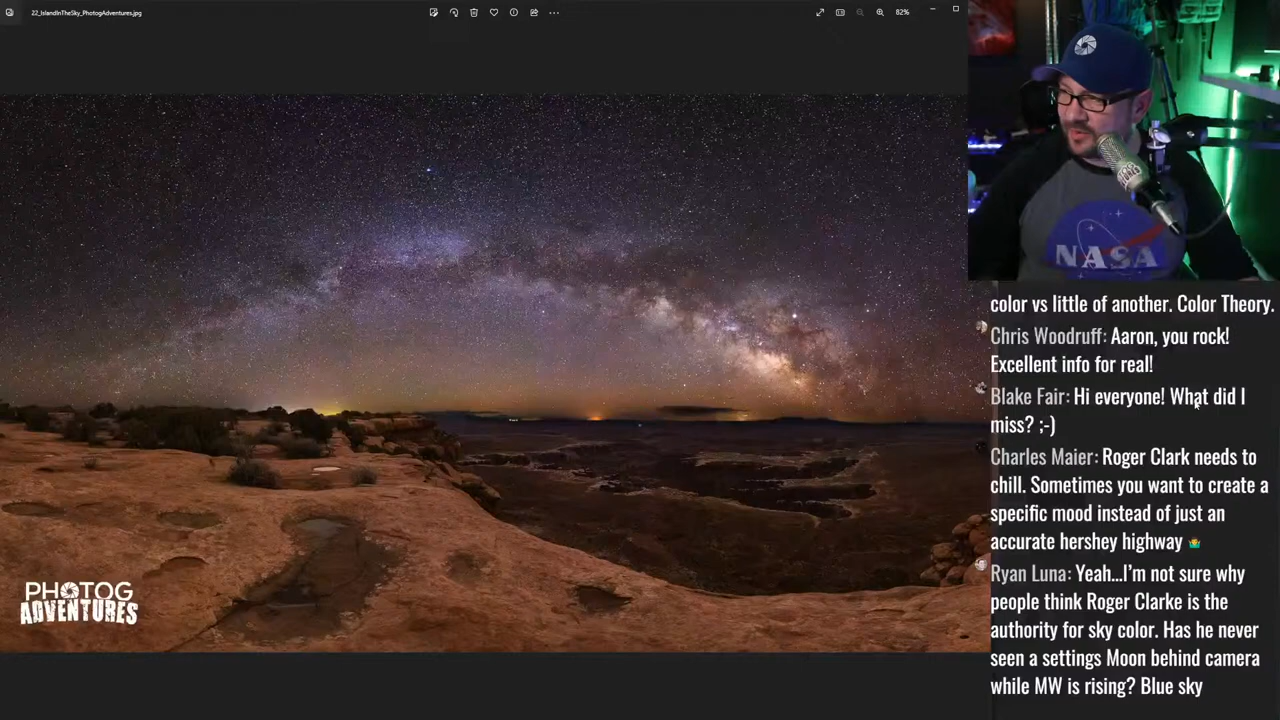 22_IslandInTheSky_PhotogAdventures.jpg
82%
NASA
color vs little of another. Color Theory.
Chris Woodruff: Aaron, you rock!
Excellent info for real!
Blake Fair: Hi everyone! What did I
miss? ;-)
Charles Maier: Roger Clark needs to
chill. Sometimes you want to create a
specific mood instead of just an
accurate hershey highway 🤷‍♂️
Ryan Luna: Yeah...I’m not sure why
people think Roger Clarke is the
authority for sky color. Has he never
seen a settings Moon behind camera
while MW is rising? Blue sky
PHOTOG
ADVENTURES